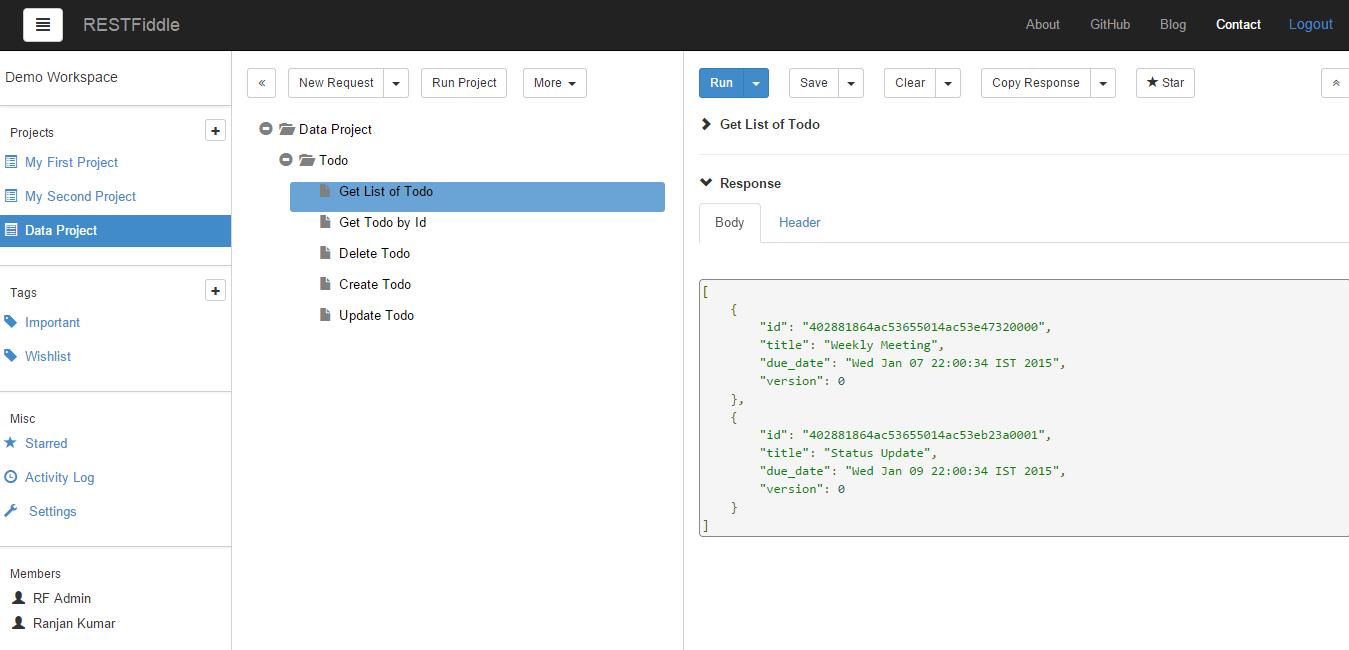 RESTFiddle About GitHub Blog Contact Logout
Demo Workspace
Projects +
My First Project
My Second Project
Data Project
Tags +
Important
Wishlist
Misc
Starred
Activity Log
Settings
Members
RF Admin
Ranjan Kumar
« New Request Run Project More
Data Project
Todo
Get List of Todo
Get Todo by Id
Delete Todo
Create Todo
Update Todo
Run Save Clear Copy Response Star
Get List of Todo
Response
Body Header
[
    {
        "id": "402881864ac53655014ac53e47320000",
        "title": "Weekly Meeting",
        "due_date": "Wed Jan 07 22:00:34 IST 2015",
        "version": 0
    },
    {
        "id": "402881864ac53655014ac53eb23a0001",
        "title": "Status Update",
        "due_date": "Wed Jan 09 22:00:34 IST 2015",
        "version": 0
    }
]